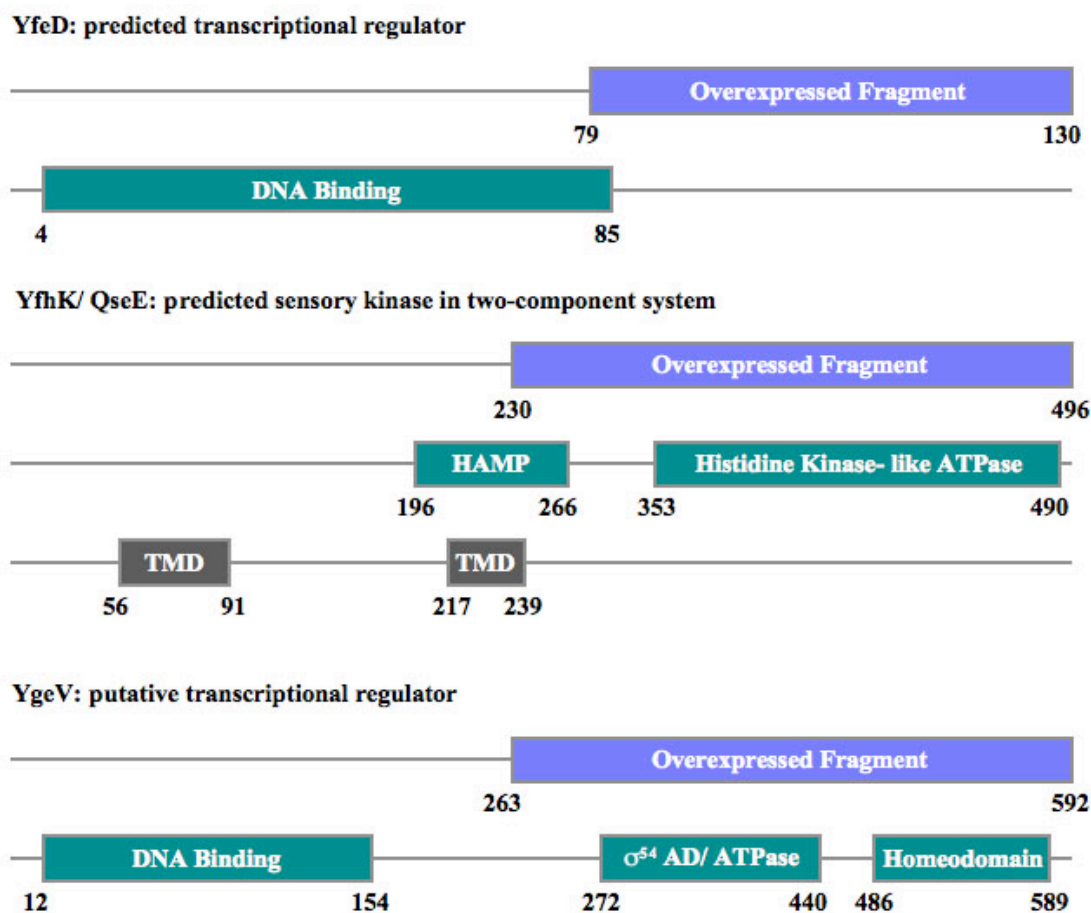 YfeD: predicted transcriptional regulator
Overexpressed Fragment
79 130
DNA Binding
4 85
YfhK/ QseE: predicted sensory kinase in two-component system
Overexpressed Fragment
230 496
HAMP Histidine Kinase- like ATPase
196 266 353 490
TMD TMD
56 91 217 239
YgeV: putative transcriptional regulator
Overexpressed Fragment
263 592
DNA Binding σ⁵⁴ AD/ ATPase Homeodomain
12 154 272 440 486 589